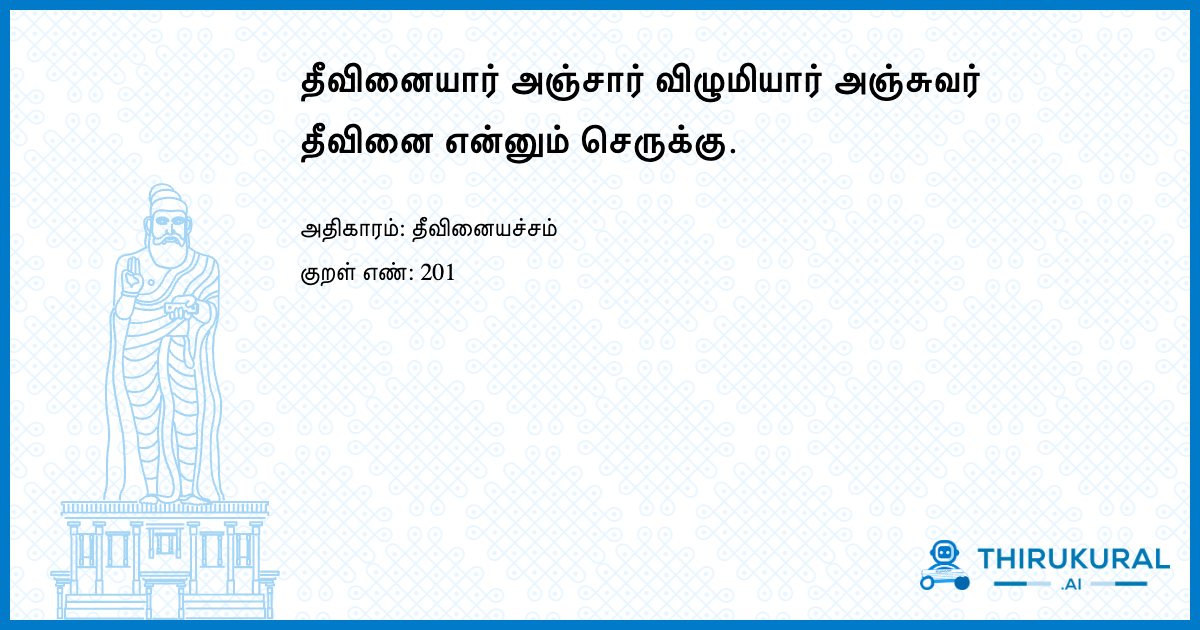 தீவினையார் அஞ்சார் விழுமியார் அஞ்சுவர்
தீவினை என்னும் செருக்கு.
அதிகாரம்: தீவினையச்சம்
குறள் எண்: 201
THIRUKURAL
.AI